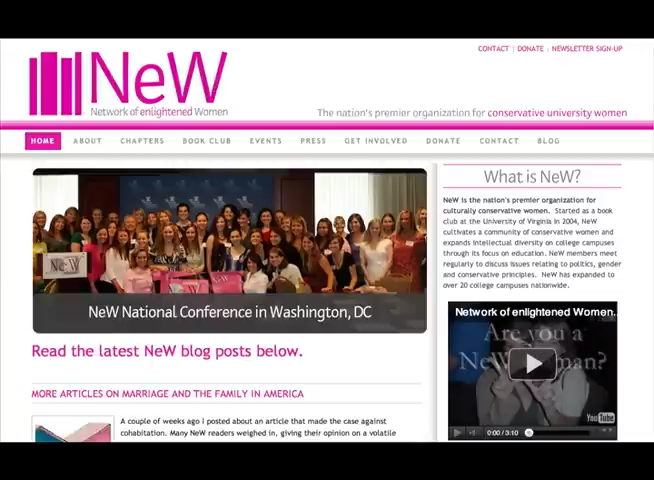 CONTACT | DONATE | NEWSLETTER SIGN-UP
NeW
Network of enlightened Women
The nation's premier organization for conservative university women
HOME ABOUT CHAPTERS BOOK CLUB EVENTS PRESS GET INVOLVED DONATE CONTACT BLOG
NeW
NeW National Conference in Washington, DC
Read the latest NeW blog posts below.
MORE ARTICLES ON MARRIAGE AND THE FAMILY IN AMERICA
A couple of weeks ago I posted about an article that made the case against
cohabitation. Many NeW readers weighed in, giving their opinion on a volatile
What is NeW?
NeW is the nation's premier organization for
culturally conservative women. Started as a book
club at the University of Virginia in 2004, NeW
cultivates a community of conservative women and
expands intellectual diversity on college campuses
through its focus on education. NeW members meet
regularly to discuss issues relating to politics, gender
and conservative principles. NeW has expanded to
over 20 college campuses nationwide.
Network of enlightened Women...
Are you a
NeW
man?
YouTube
0:00 / 3:10